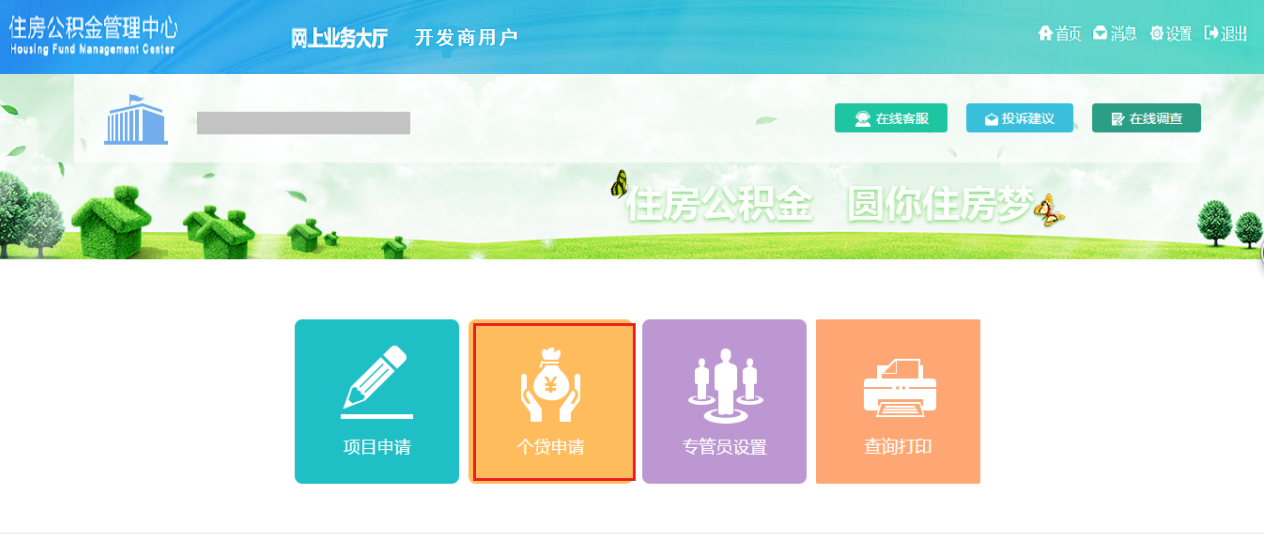 住房公积金管理中心
Housing Fund Management Center
网上业务大厅 开发商用户
首页 消息 设置 退出
在线客服 投诉建议 在线调查
住房公积金 圆你住房梦
¥
项目申请 个贷申请 专管员设置 查询打印